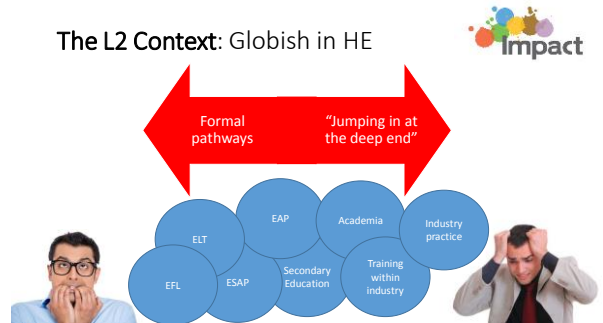 The L2 Context: Globish in HE
Impact
Formal
pathways
“Jumping in at
the deep end”
EAP
Academia
Industry
practice
ELT
EFL
ESAP
Secondary
Education
Training
within
industry